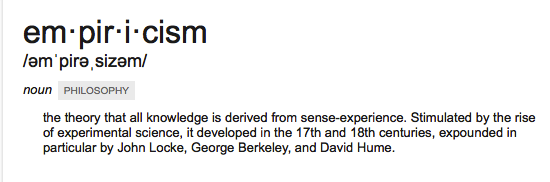 em·pir·i·cism
/əmˈpirəˌsizəm/
noun PHILOSOPHY
the theory that all knowledge is derived from sense-experience. Stimulated by the rise
of experimental science, it developed in the 17th and 18th centuries, expounded in
particular by John Locke, George Berkeley, and David Hume.